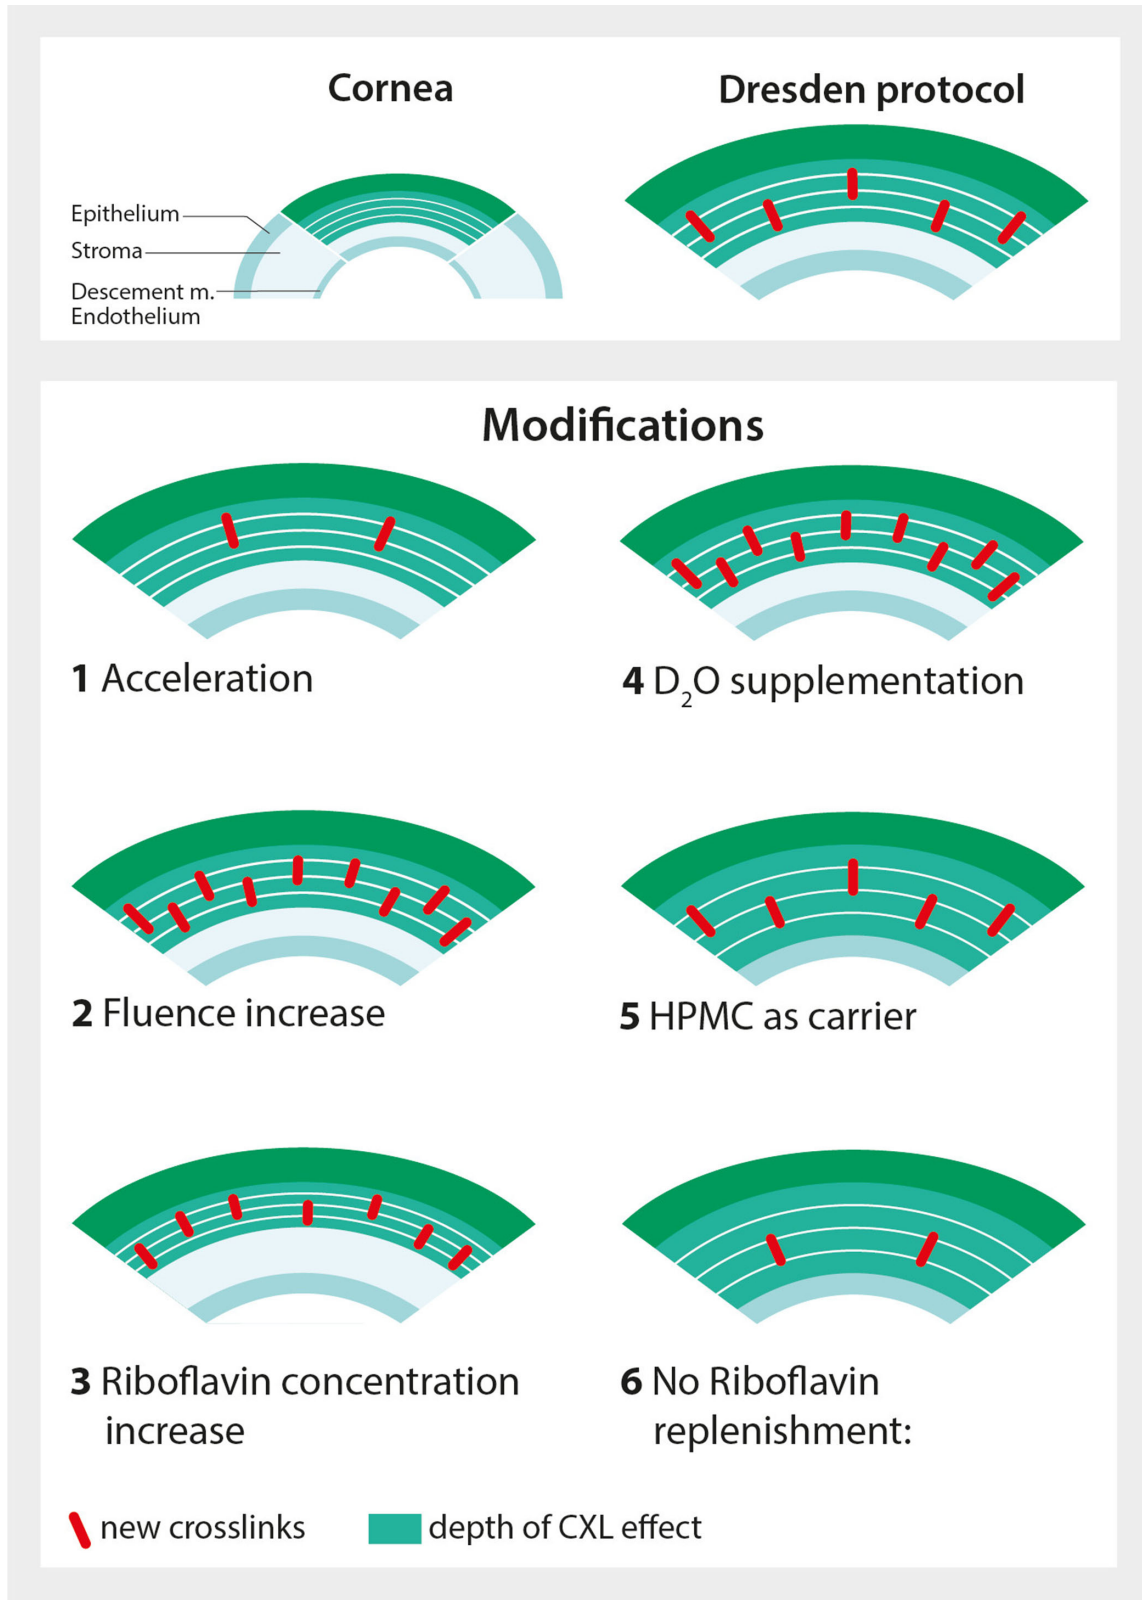 Cornea
Dresden protocol
Epithelium
Stroma
Descement m.
Endothelium
Modifications
1 Acceleration
4 D₂O supplementation
2 Fluence increase
5 HPMC as carrier
3 Riboflavin concentration
increase
6 No Riboflavin
replenishment:
new crosslinks
depth of CXL effect